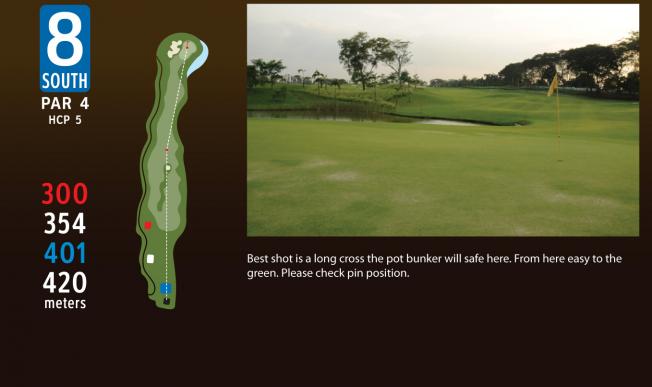 8
SOUTH
PAR 4
HCP 5
300
354
401
420
meters
Best shot is a long cross the pot bunker will safe here. From here easy to the
green. Please check pin position.